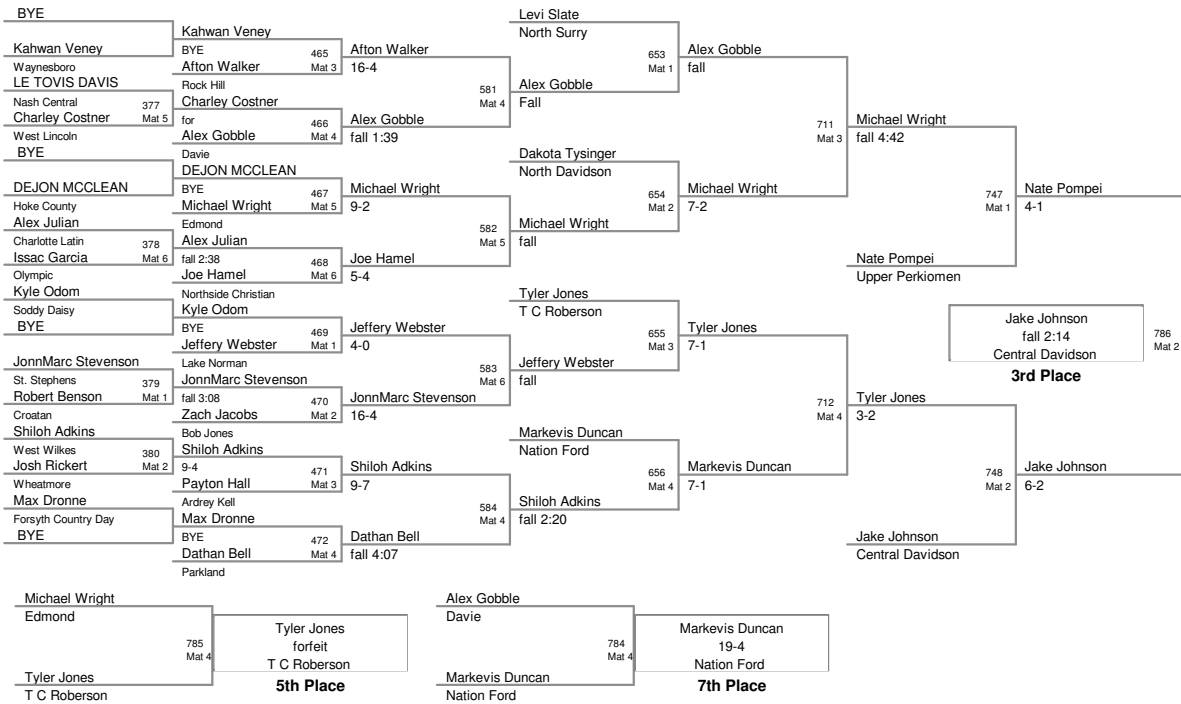 BYE
Kahwan Veney
Waynesboro
LE TOVIS DAVIS
Nash Central
377
Charley Costner
Mat 5
West Lincoln
BYE
DEJON MCCLEAN
Hoke County
Alex Julian
Charlotte Latin
378
Issac Garcia
Mat 6
Olympic
Kyle Odom
Soddy Daisy
BYE
JonnMarc Stevenson
St. Stephens
379
Robert Benson
Mat 1
Croatan
Shiloh Adkins
West Wilkes
380
Josh Rickert
Mat 2
Wheatmore
Max Dronne
Forsyth Country Day
BYE
Kahwan Veney
BYE
465
Afton Walker
Mat 3
Rock Hill
Charley Costner
for
466
Alex Gobble
Mat 4
Davie
DEJON MCCLEAN
BYE
467
Michael Wright
Mat 5
Edmond
Alex Julian
fall 2:38
468
Joe Hamel
Mat 6
Northside Christian
Kyle Odom
BYE
469
Jeffery Webster
Mat 1
Lake Norman
JonnMarc Stevenson
fall 3:08
470
Zach Jacobs
Mat 2
Bob Jones
Shiloh Adkins
9-4
471
Payton Hall
Mat 3
Ardrey Kell
Max Dronne
BYE
472
Dathan Bell
Mat 4
Parkland
Afton Walker
16-4
581
Mat 4
Alex Gobble
fall 1:39
Michael Wright
9-2
582
Mat 5
Joe Hamel
5-4
Jeffery Webster
4-0
583
Mat 6
JonnMarc Stevenson
16-4
Shiloh Adkins
9-7
584
Mat 4
Dathan Bell
fall 4:07
Levi Slate
North Surry
653
Mat 1
Alex Gobble
Fall
Dakota Tysinger
North Davidson
654
Mat 2
Michael Wright
fall
Tyler Jones
T C Roberson
655
Mat 3
Jeffery Webster
fall
Markevis Duncan
Nation Ford
656
Mat 4
Shiloh Adkins
fall 2:20
Alex Gobble
fall
711
Mat 3
Michael Wright
7-2
Tyler Jones
7-1
712
Mat 4
Markevis Duncan
7-1
Michael Wright
fall 4:42
747
Mat 1
Nate Pompei
Upper Perkiomen
Tyler Jones
3-2
748
Mat 2
Jake Johnson
Central Davidson
Nate Pompei
4-1
Jake Johnson
fall 2:14
Central Davidson
786
Mat 2
3rd Place
Jake Johnson
6-2
Michael Wright
Edmond
785
Mat 4
Tyler Jones
T C Roberson
Tyler Jones
forfeit
T C Roberson
5th Place
Alex Gobble
Davie
784
Mat 4
Markevis Duncan
Nation Ford
Markevis Duncan
19-4
Nation Ford
7th Place